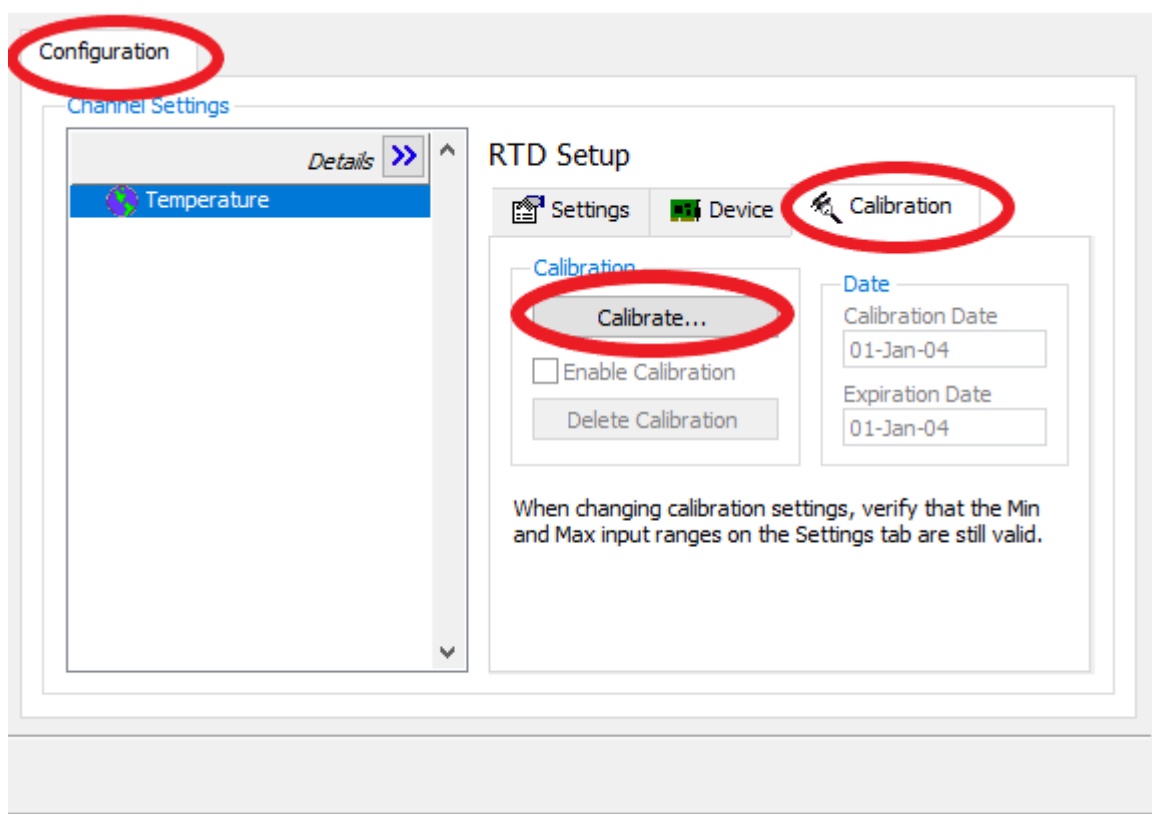 Configuration
Channel Settings
Details
Temperature
RTD Setup
Settings
Device
Calibration
Calibration
Calibrate...
Enable Calibration
Delete Calibration
Date
Calibration Date
01-Jan-04
Expiration Date
01-Jan-04
When changing calibration settings, verify that the Min
and Max input ranges on the Settings tab are still valid.